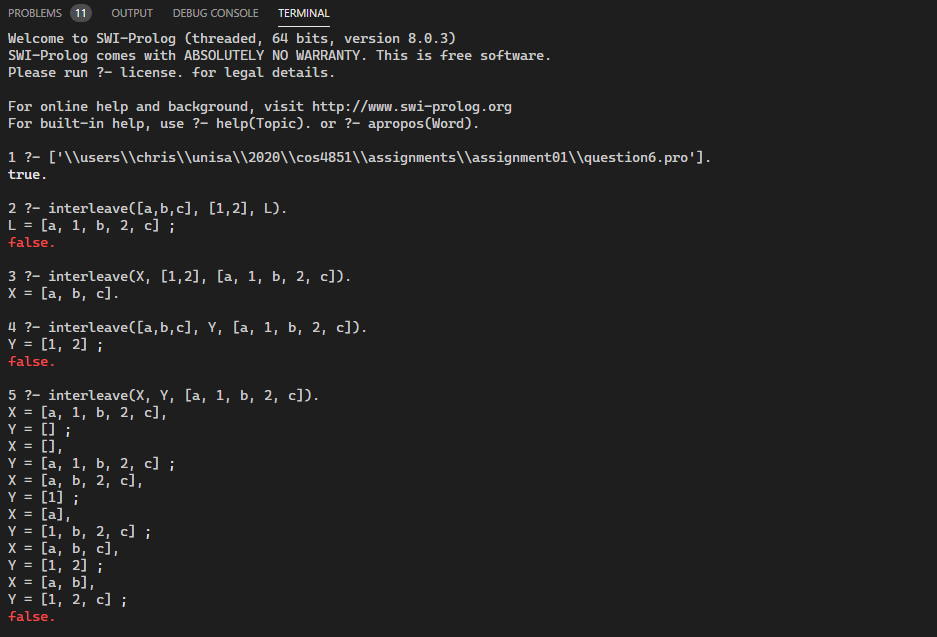 PROBLEMS 11 OUTPUT DEBUG CONSOLE TERMINAL
Welcome to SWI-Prolog (threaded, 64 bits, version 8.0.3)
SWI-Prolog comes with ABSOLUTELY NO WARRANTY. This is free software.
Please run ?- license. for legal details.
For online help and background, visit http://www.swi-prolog.org
For built-in help, use ?- help(Topic). or ?- apropos(Word).
1 ?- ['\\users\\chris\\unisa\\2020\\cos4851\\assignments\\assignment01\\question6.pro'].
true.
2 ?- interleave([a,b,c], [1,2], L).
L = [a, 1, b, 2, c] ;
false.
3 ?- interleave(X, [1,2], [a, 1, b, 2, c]).
X = [a, b, c].
4 ?- interleave([a,b,c], Y, [a, 1, b, 2, c]).
Y = [1, 2] ;
false.
5 ?- interleave(X, Y, [a, 1, b, 2, c]).
X = [a, 1, b, 2, c],
Y = [] ;
X = [],
Y = [a, 1, b, 2, c] ;
X = [a, b, 2, c],
Y = [1] ;
X = [a],
Y = [1, b, 2, c] ;
X = [a, b, c],
Y = [1, 2] ;
X = [a, b],
Y = [1, 2, c] ;
false.